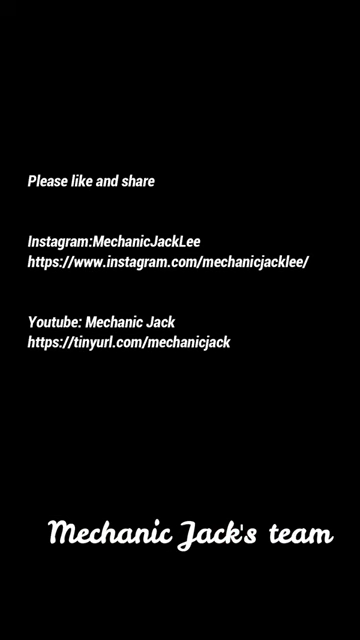 Please like and share
Instagram:MechanicJackLee
https://www.instagram.com/mechanicjacklee/
Youtube: Mechanic Jack
https://tinyurl.com/mechanicjack
Mechanic Jack's team